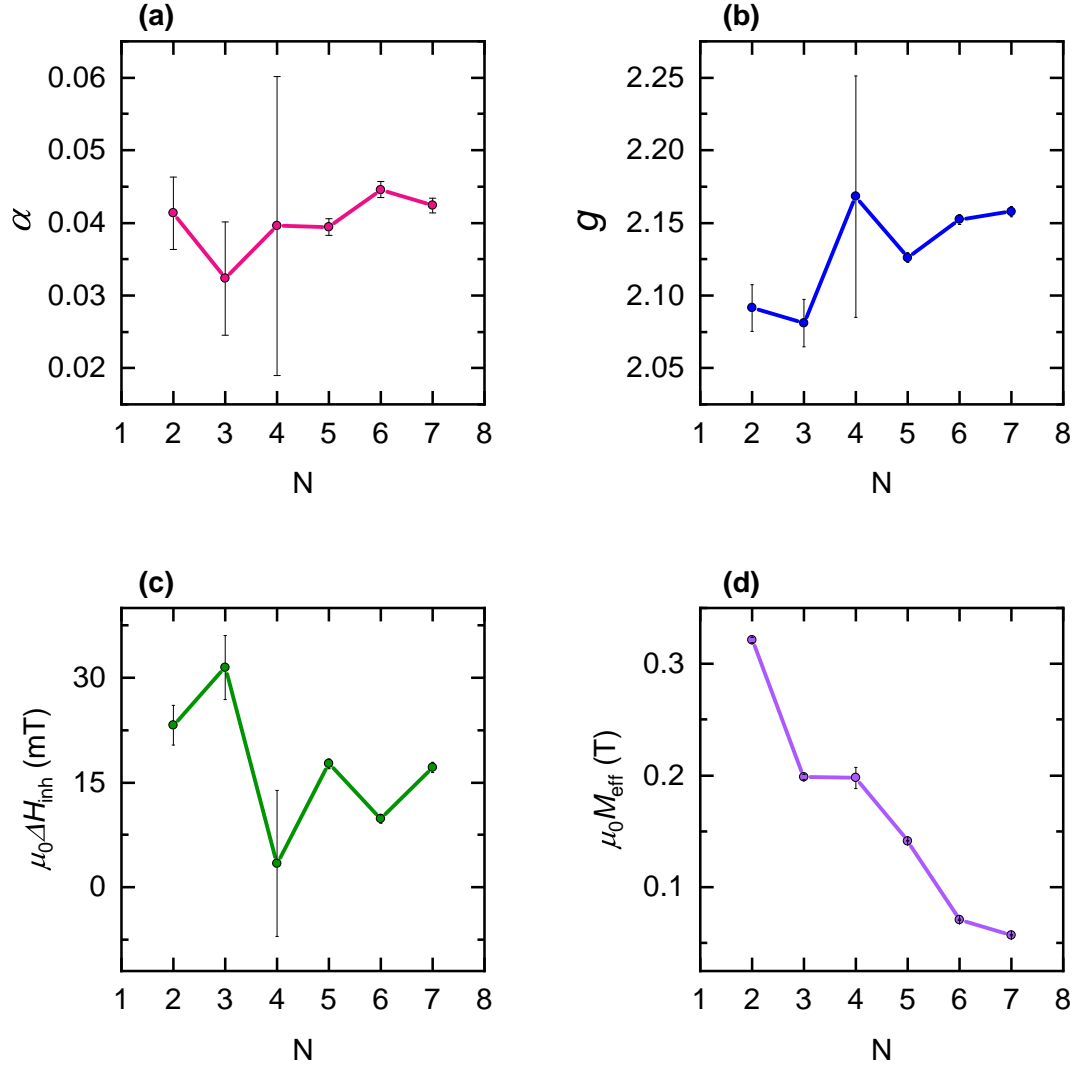 (a)
0.06
0.05
0.04
0.03
0.02
α
1 2 3 4 5 6 7 8
N
(b)
2.25
2.20
2.15
2.10
2.05
g
1 2 3 4 5 6 7 8
N
(c)
30
15
0
μ₀ΔH_inh (mT)
1 2 3 4 5 6 7 8
N
(d)
0.3
0.2
0.1
μ₀M_eff (T)
1 2 3 4 5 6 7 8
N